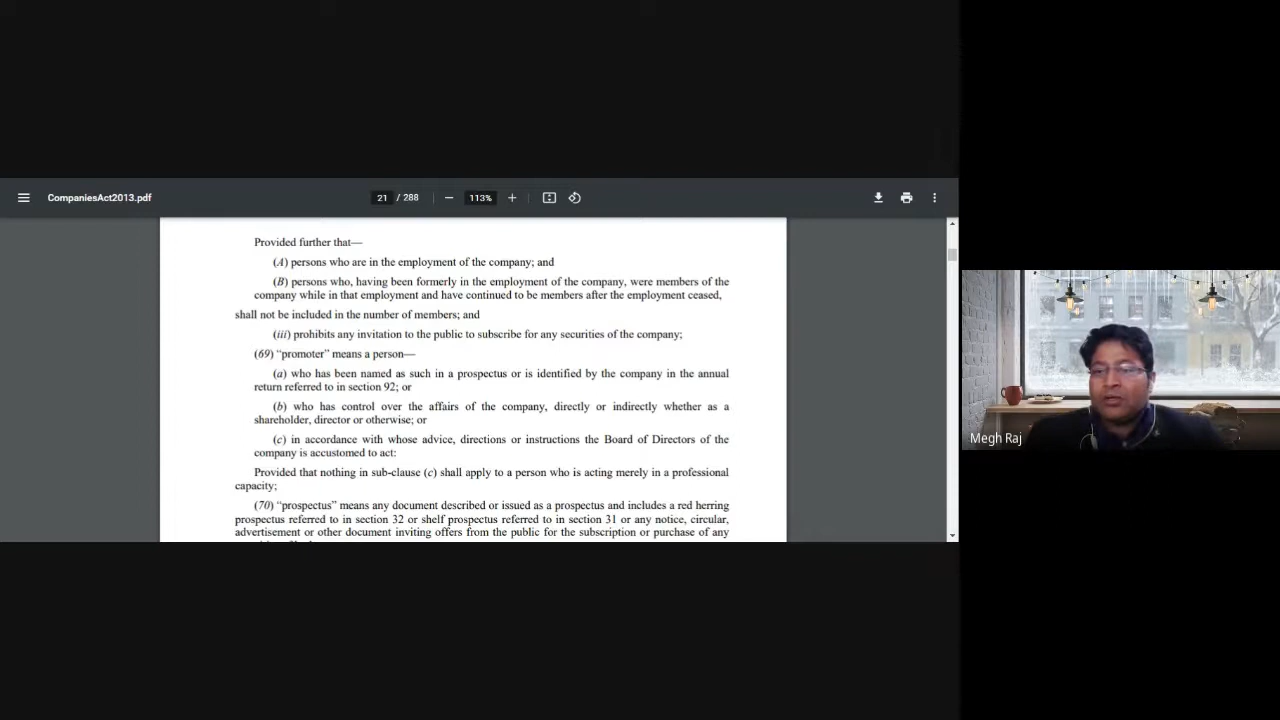 CompaniesAct2013.pdf
21 / 288
113%
Provided further that—
(A) persons who are in the employment of the company; and
(B) persons who, having been formerly in the employment of the company, were members of the
company while in that employment and have continued to be members after the employment ceased,
shall not be included in the number of members; and
(iii) prohibits any invitation to the public to subscribe for any securities of the company;
(69) “promoter” means a person—
(a) who has been named as such in a prospectus or is identified by the company in the annual
return referred to in section 92; or
(b) who has control over the affairs of the company, directly or indirectly whether as a
shareholder, director or otherwise; or
(c) in accordance with whose advice, directions or instructions the Board of Directors of the
company is accustomed to act:
Provided that nothing in sub-clause (c) shall apply to a person who is acting merely in a professional
capacity;
(70) “prospectus” means any document described or issued as a prospectus and includes a red herring
prospectus referred to in section 32 or shelf prospectus referred to in section 31 or any notice, circular,
advertisement or other document inviting offers from the public for the subscription or purchase of any
Megh Raj